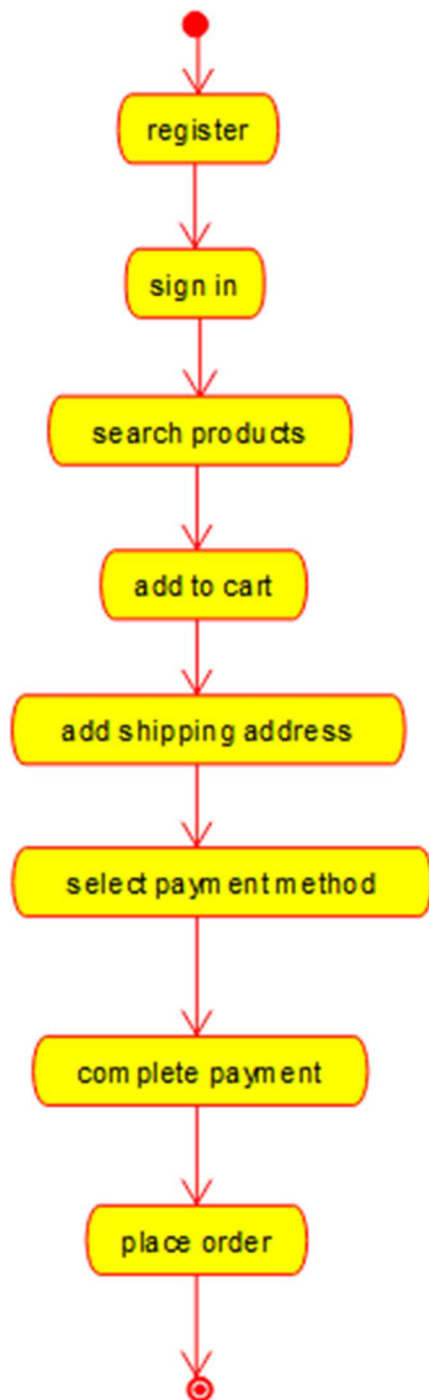 register
sign in
search products
add to cart
add shipping address
select payment method
complete payment
place order